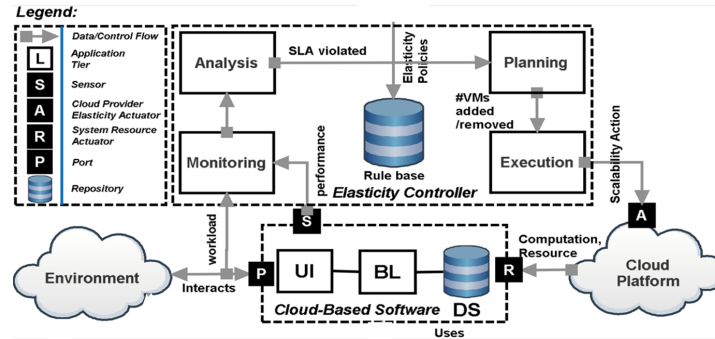 Legend:
Data/Control Flow
L
Application
Tier
S
Sensor
A
Cloud Provider
Elasticity Actuator
R
System Resource
Actuator
P
Port
Repository
Analysis
SLA violated
Elasticity
Policies
Planning
#VMs
added
/removed
Monitoring
performance
Rule base
Execution
Elasticity Controller
Scalability Action
workload
S
A
Environment
Interacts
P
UI
BL
DS
R
Computation,
Resource
Cloud
Platform
Cloud-Based Software
Uses